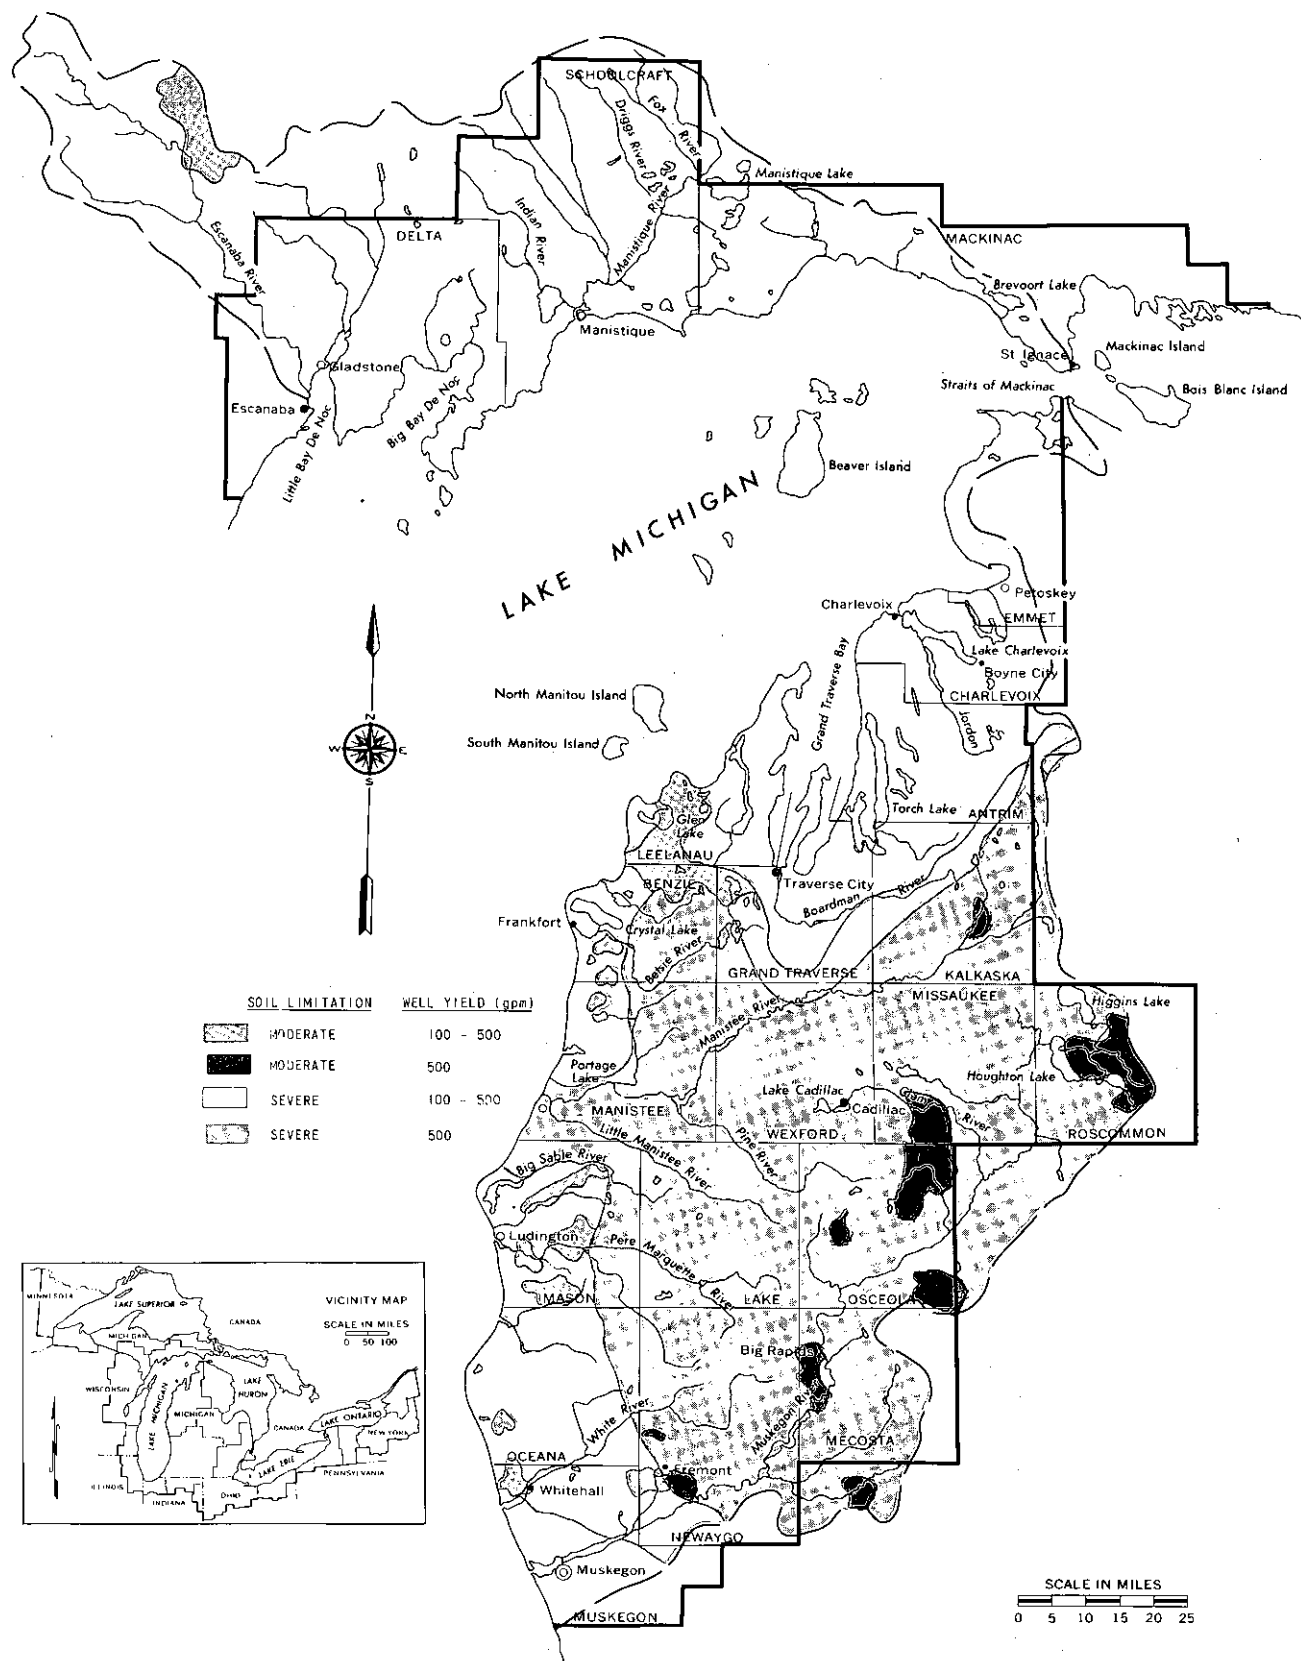 SCHOOLCRAFT
Fox River
Driggs River
Manistique Lake
Manistique River
Indian River
DELTA
Escanaba River
MACKINAC
Brevoort Lake
Manistique
Mackinac Island
St Ignace
Gladstone
Straits of Mackinac
Bois Blanc Island
Escanaba
Big Bay De Noc
Little Bay De Noc
Beaver Island
LAKE MICHIGAN
Petoskey
Charlevoix
EMMET
Lake Charlevoix
Boyne City
Grand Traverse Bay
North Manitou Island
CHARLEVOIX
Jordon
N
W E
S
South Manitou Island
Torch Lake
ANTRIM
Glen
Lake
LEELANAU
BENZIE
Traverse City
Boardman River
Frankfort
Crystal Lake
Betsie River
GRAND TRAVERSE
KALKASKA
MISSAUKEE
Higgins Lake
Manistee River
SOIL LIMITATION WELL YIELD (gpm)
MODERATE 100 - 500
MODERATE 500
SEVERE 100 - 500
SEVERE 500
Portage
Lake
Houghton Lake
Lake Cadillac
Cadillac
Clam River
MANISTEE
WEXFORD
ROSCOMMON
Little Manistee River
Pine River
Big Sable River
Ludington
Pere Marquette River
MASON
LAKE
OSCEOLA
Big Rapids
White River
Muskegon River
MECOSTA
OCEANA
Fremont
Whitehall
NEWAYGO
Muskegon
MUSKEGON
VICINITY MAP
SCALE IN MILES
0 50 100
MINNESOTA
LAKE SUPERIOR
CANADA
MICHIGAN
WISCONSIN
LAKE MICHIGAN
LAKE
HURON
MICHIGAN
CANADA
LAKE ONTARIO
NEW YORK
LAKE ERIE
PENNSYLVANIA
ILLINOIS
INDIANA
OHIO
SCALE IN MILES
0 5 10 15 20 25